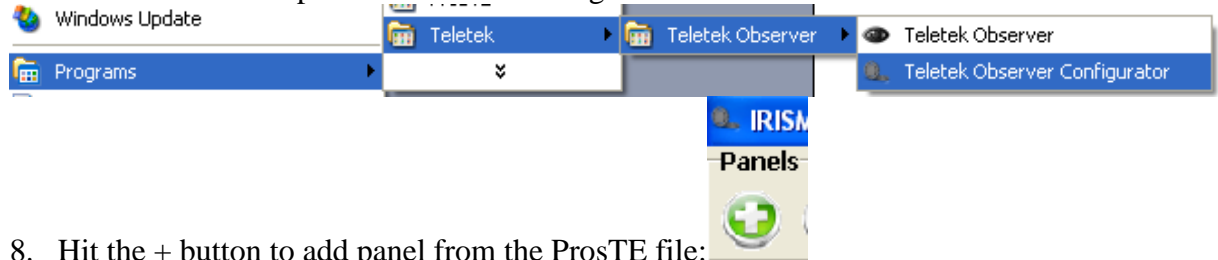 Windows Update
Teletek
Teletek Observer
Teletek Observer
Programs
Teletek Observer Configurator
Panels
8. Hit the + button to add panel from the ProsTE file: